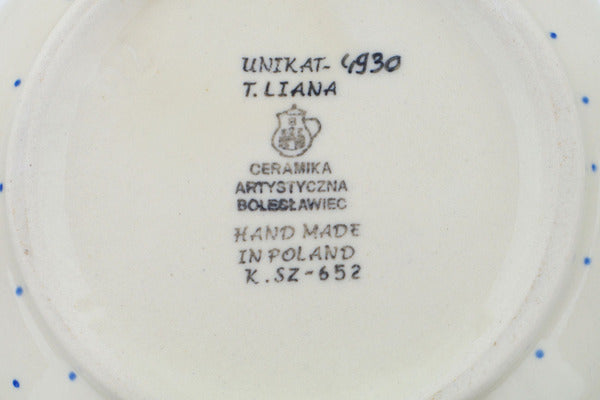 UNIKAT- 4930
T. LIANA
CERAMIKA
ARTYSTYCZNA
BOLESŁAWIEC
HAND MADE
IN POLAND
K. SZ-652